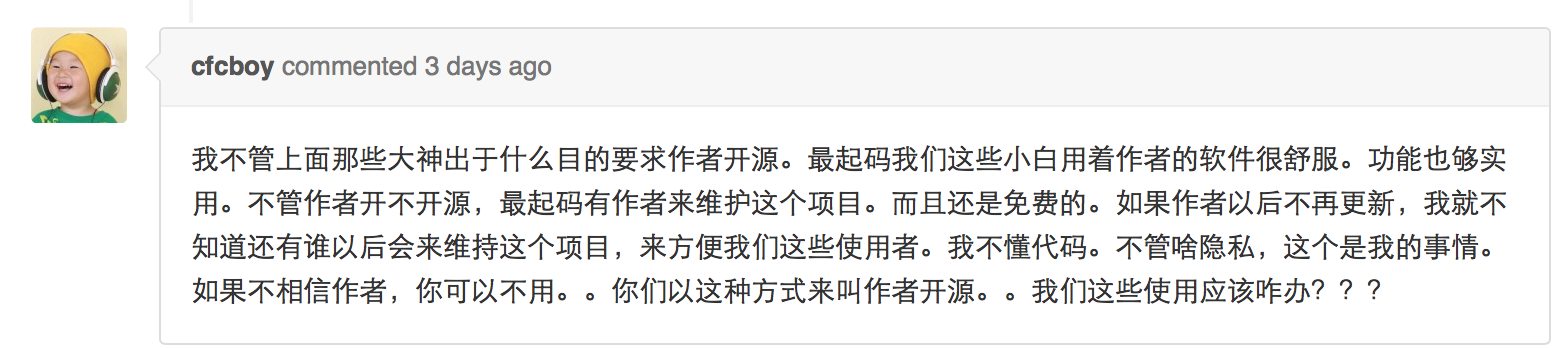 cfcboy commented 3 days ago
我不管上面那些大神出于什么目的要求作者开源。最起码我们这些小白用着作者的软件很舒服。功能也够实
用。不管作者开不开源，最起码有作者来维护这个项目。而且还是免费的。如果作者以后不再更新，我就不
知道还有谁以后会来维持这个项目，来方便我们这些使用者。我不懂代码。不管啥隐私，这个是我的事情。
如果不相信作者，你可以不用。。你们以这种方式来叫作者开源。。我们这些使用应该咋办？？？